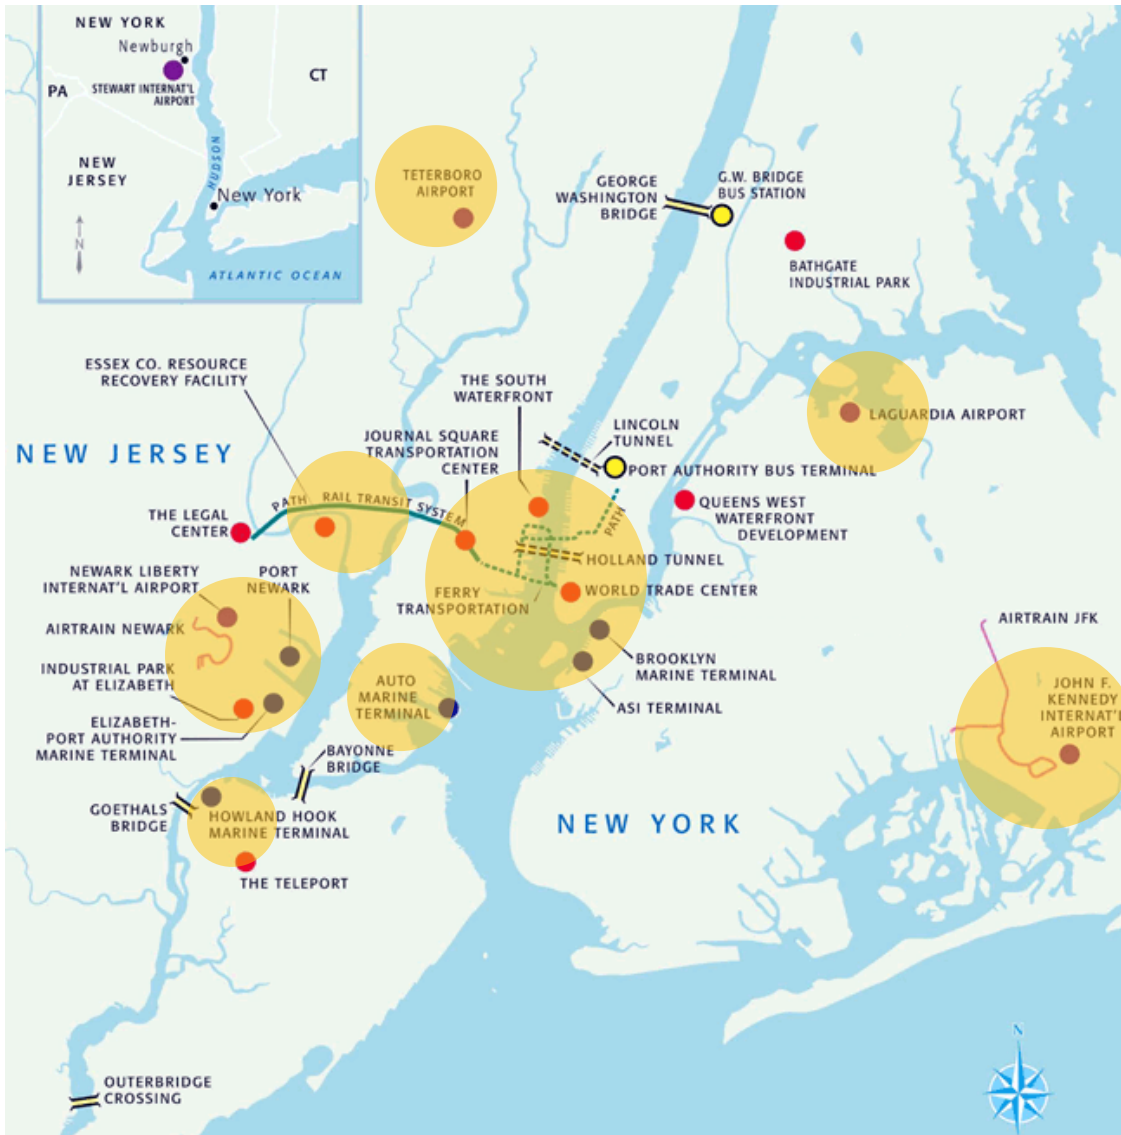 NEW YORK
Newburgh
STEWART INTERNAT'L
AIRPORT
PA
CT
NEW
JERSEY
HUDSON
New York
N
ATLANTIC OCEAN
TETERBORO
AIRPORT
GEORGE
WASHINGTON
BRIDGE
G.W. BRIDGE
BUS STATION
BATHGATE
INDUSTRIAL PARK
ESSEX CO. RESOURCE
RECOVERY FACILITY
THE SOUTH
WATERFRONT
LAGUARDIA AIRPORT
NEW JERSEY
JOURNAL SQUARE
TRANSPORTATION
CENTER
LINCOLN
TUNNEL
PORT AUTHORITY BUS TERMINAL
PATH RAIL TRANSIT SYSTEM
PATH
THE LEGAL
CENTER
QUEENS WEST
WATERFRONT
DEVELOPMENT
HOLLAND TUNNEL
NEWARK LIBERTY
INTERNAT'L AIRPORT
PORT
NEWARK
FERRY
TRANSPORTATION
WORLD TRADE CENTER
AIRTRAIN NEWARK
AIRTRAIN JFK
INDUSTRIAL PARK
AT ELIZABETH
AUTO
MARINE
TERMINAL
BROOKLYN
MARINE TERMINAL
ASI TERMINAL
JOHN F.
KENNEDY
INTERNAT'L
AIRPORT
ELIZABETH-
PORT AUTHORITY
MARINE TERMINAL
BAYONNE
BRIDGE
GOETHALS
BRIDGE
HOWLAND HOOK
MARINE TERMINAL
NEW YORK
THE TELEPORT
N
OUTERBRIDGE
CROSSING